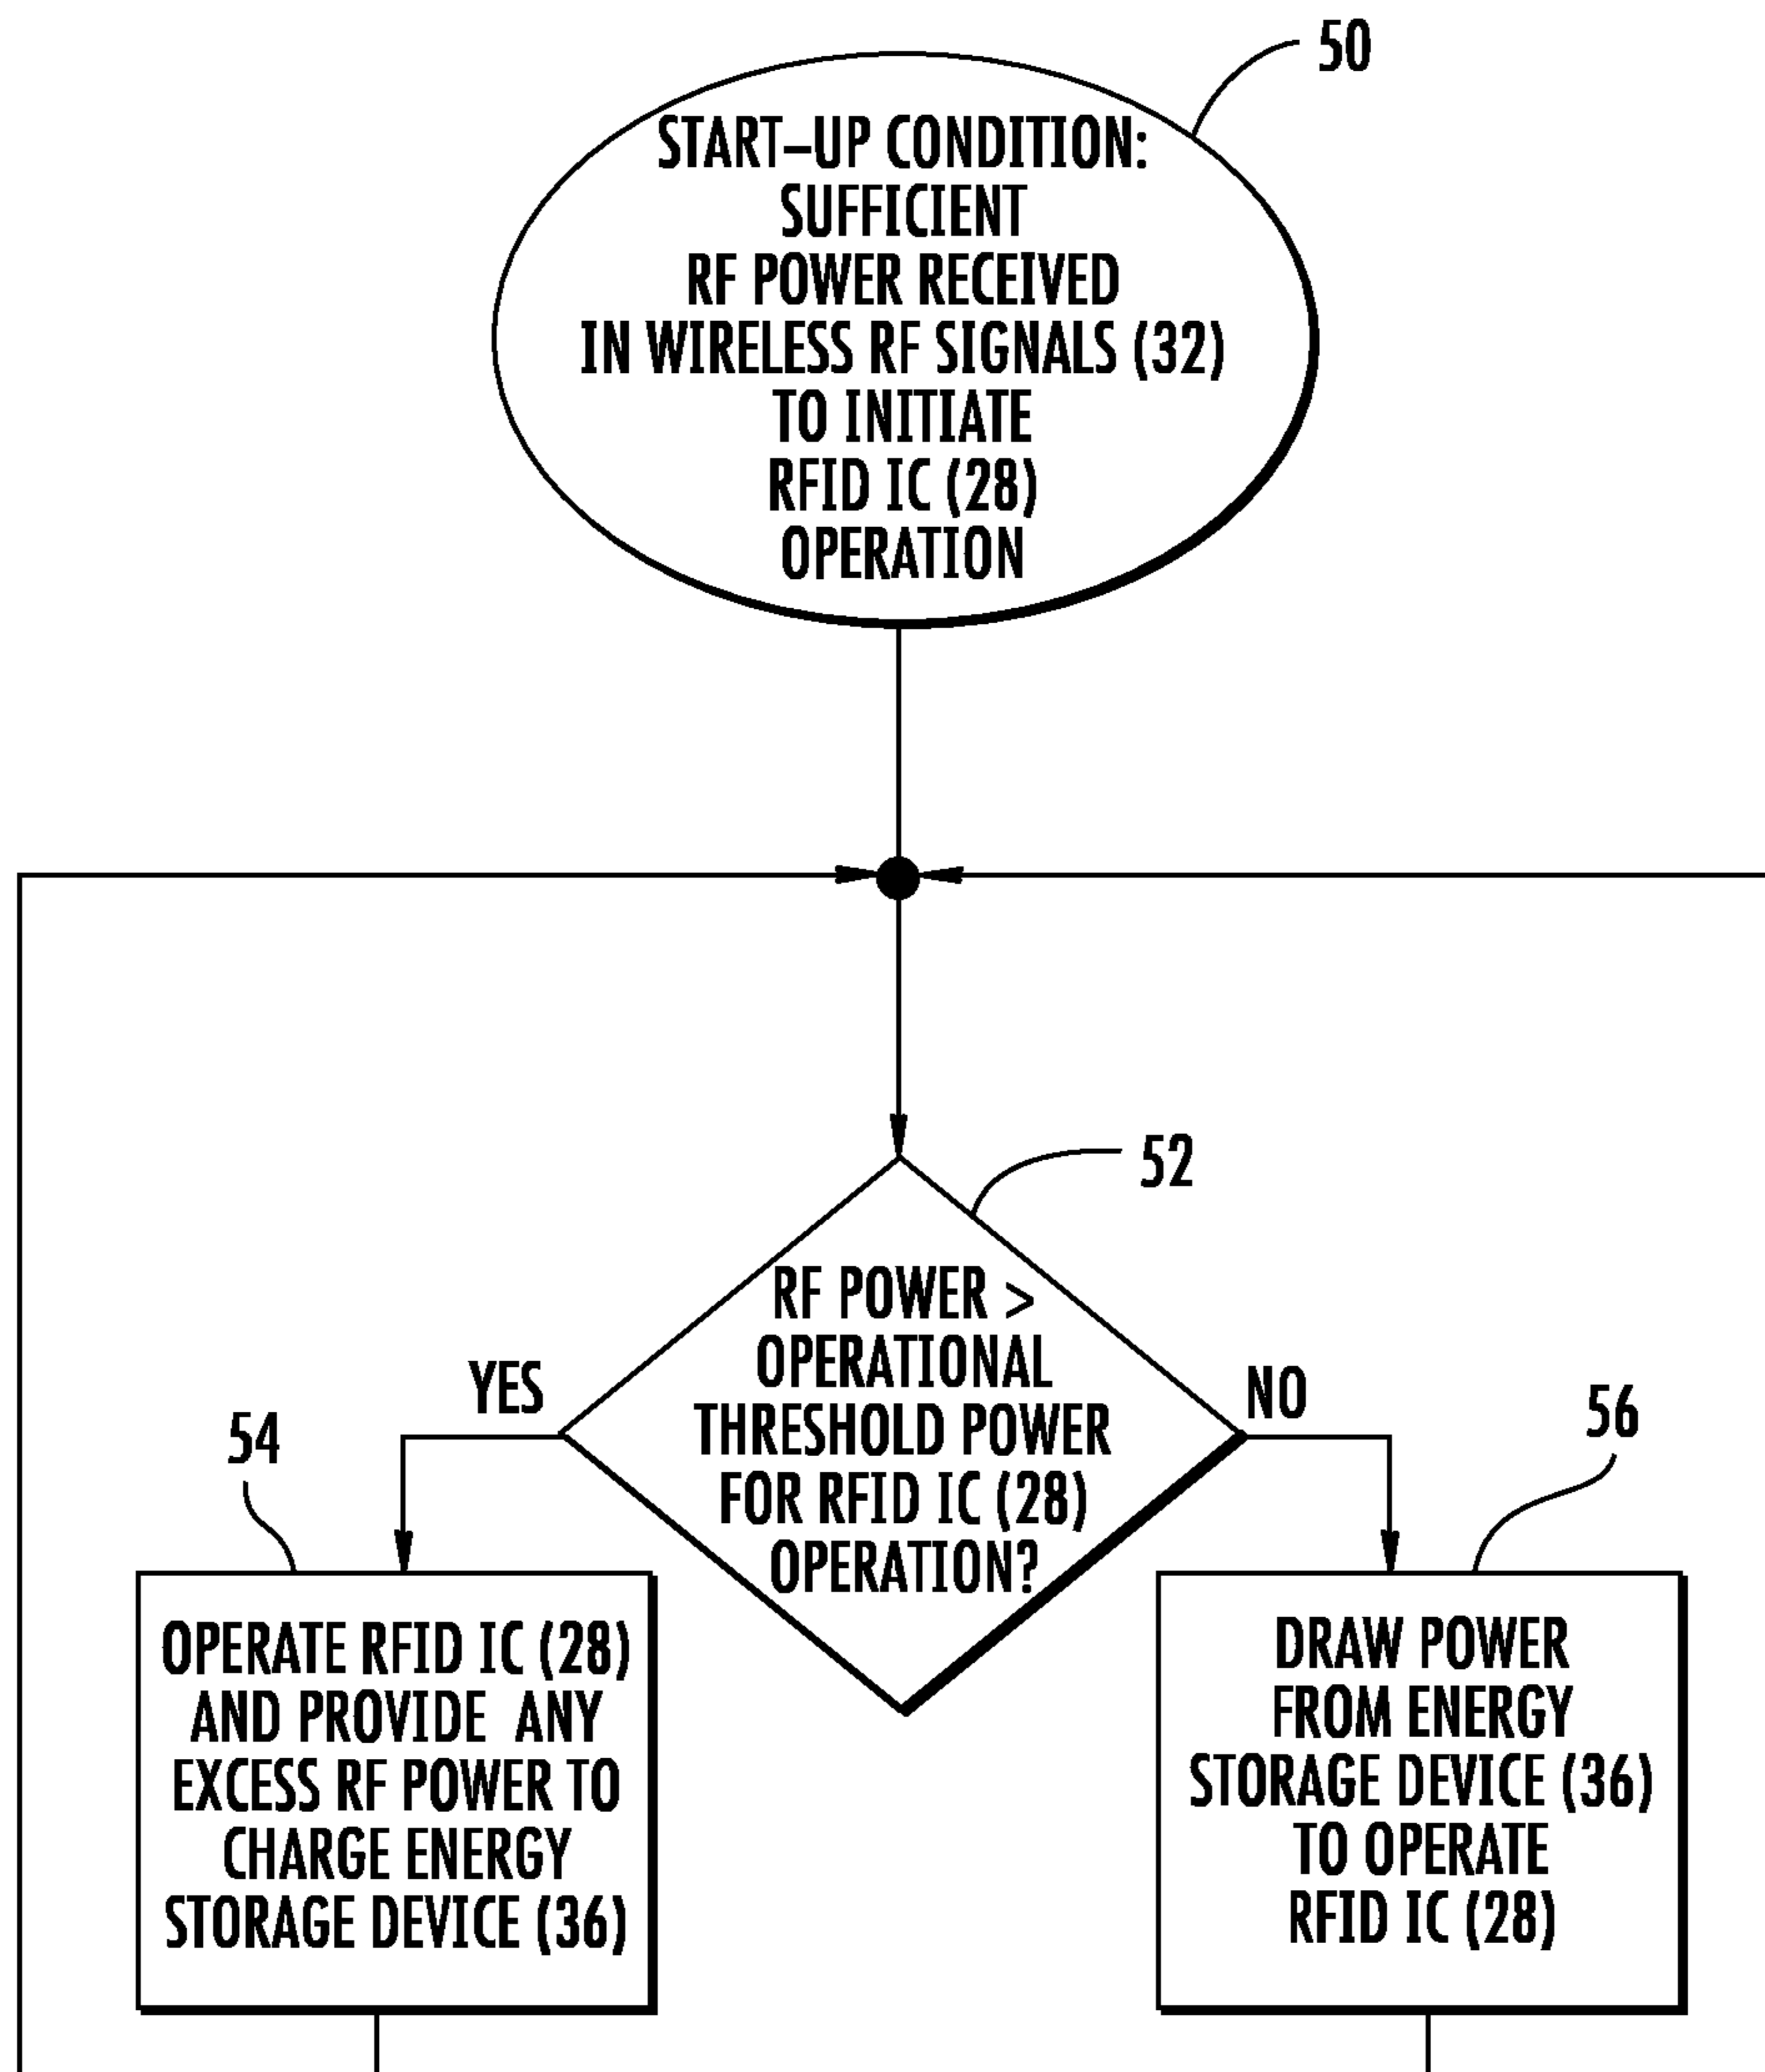 50
START–UP CONDITION:
SUFFICIENT
RF POWER RECEIVED
IN WIRELESS RF SIGNALS (32)
TO INITIATE
RFID IC (28)
OPERATION
52
RF POWER >
OPERATIONAL
THRESHOLD POWER
FOR RFID IC (28)
OPERATION?
YES
NO
54
OPERATE RFID IC (28)
AND PROVIDE ANY
EXCESS RF POWER TO
CHARGE ENERGY
STORAGE DEVICE (36)
56
DRAW POWER
FROM ENERGY
STORAGE DEVICE (36)
TO OPERATE
RFID IC (28)